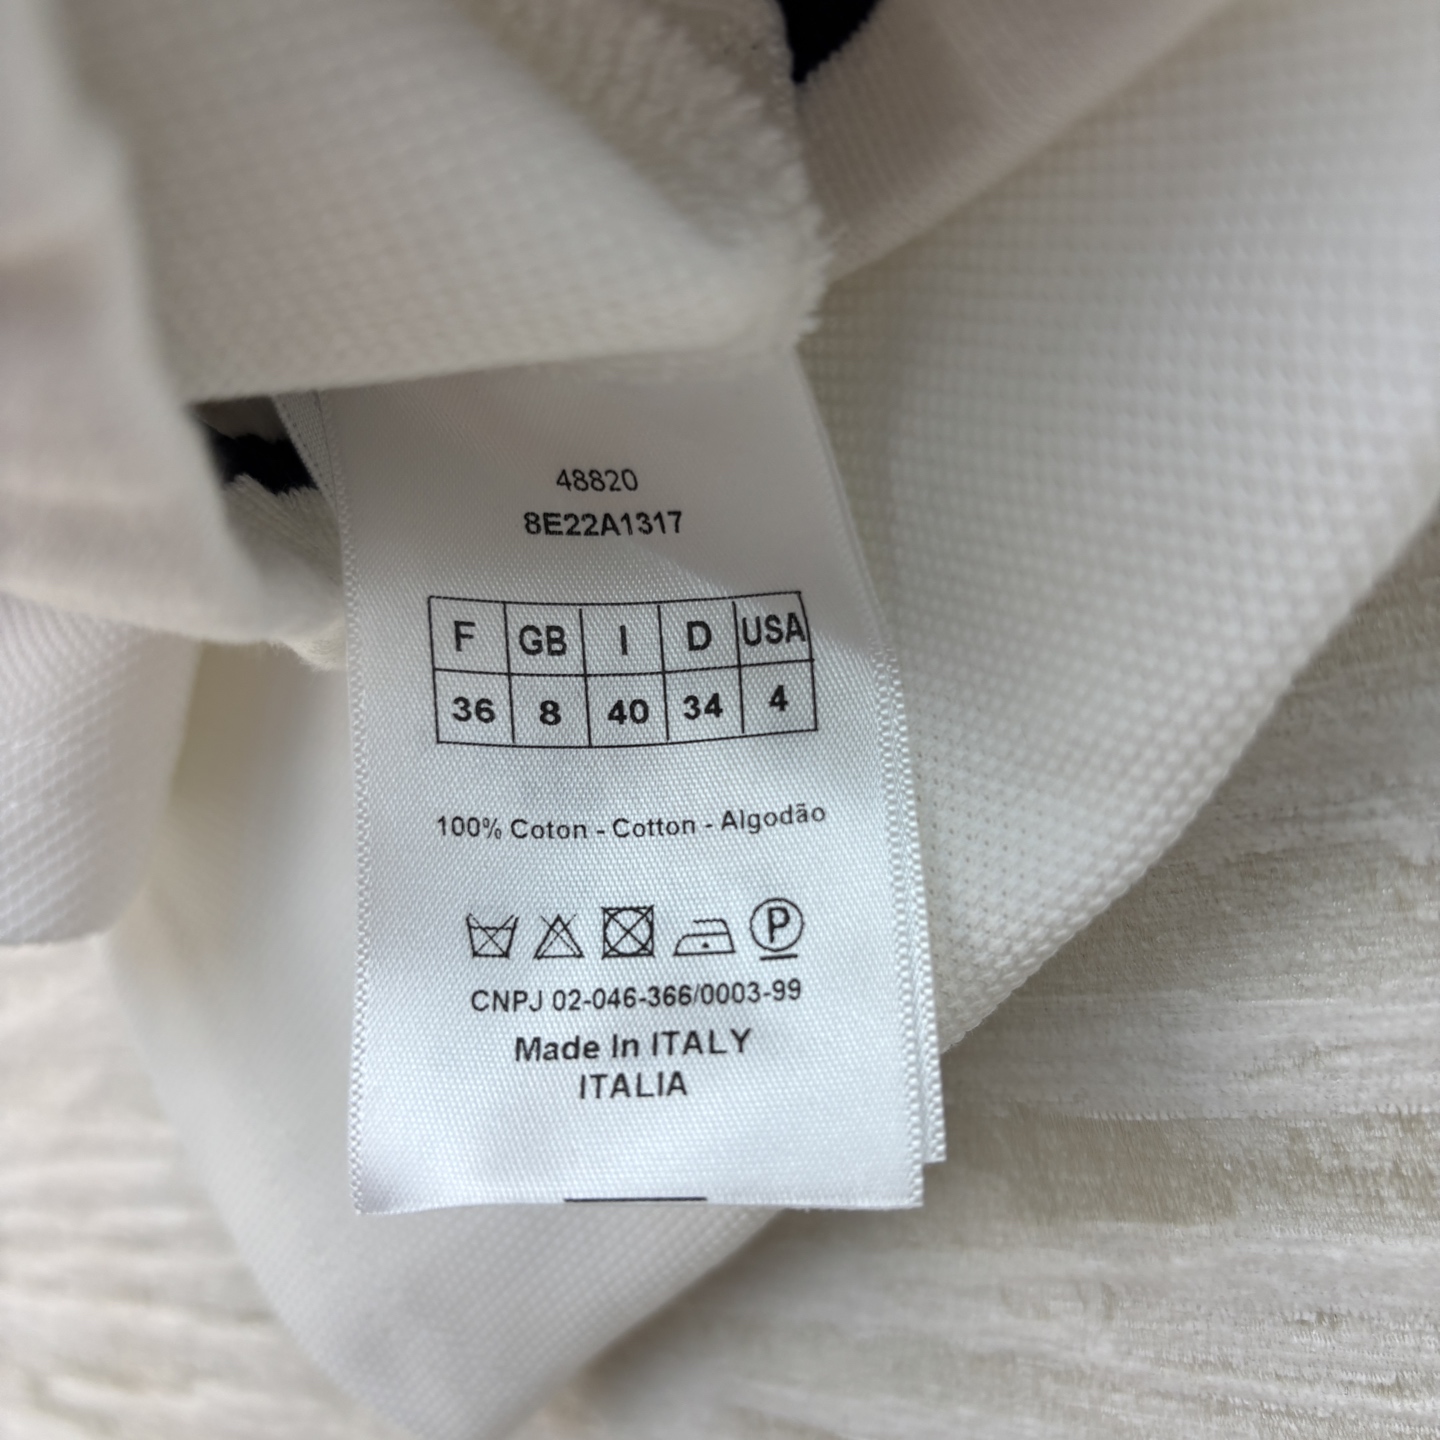 48820
8E22A1317
F GB I D USA
36 8 40 34 4
100% Coton - Cotton - Algodão
P
CNPJ 02-046-366/0003-99
Made In ITALY
ITALIA